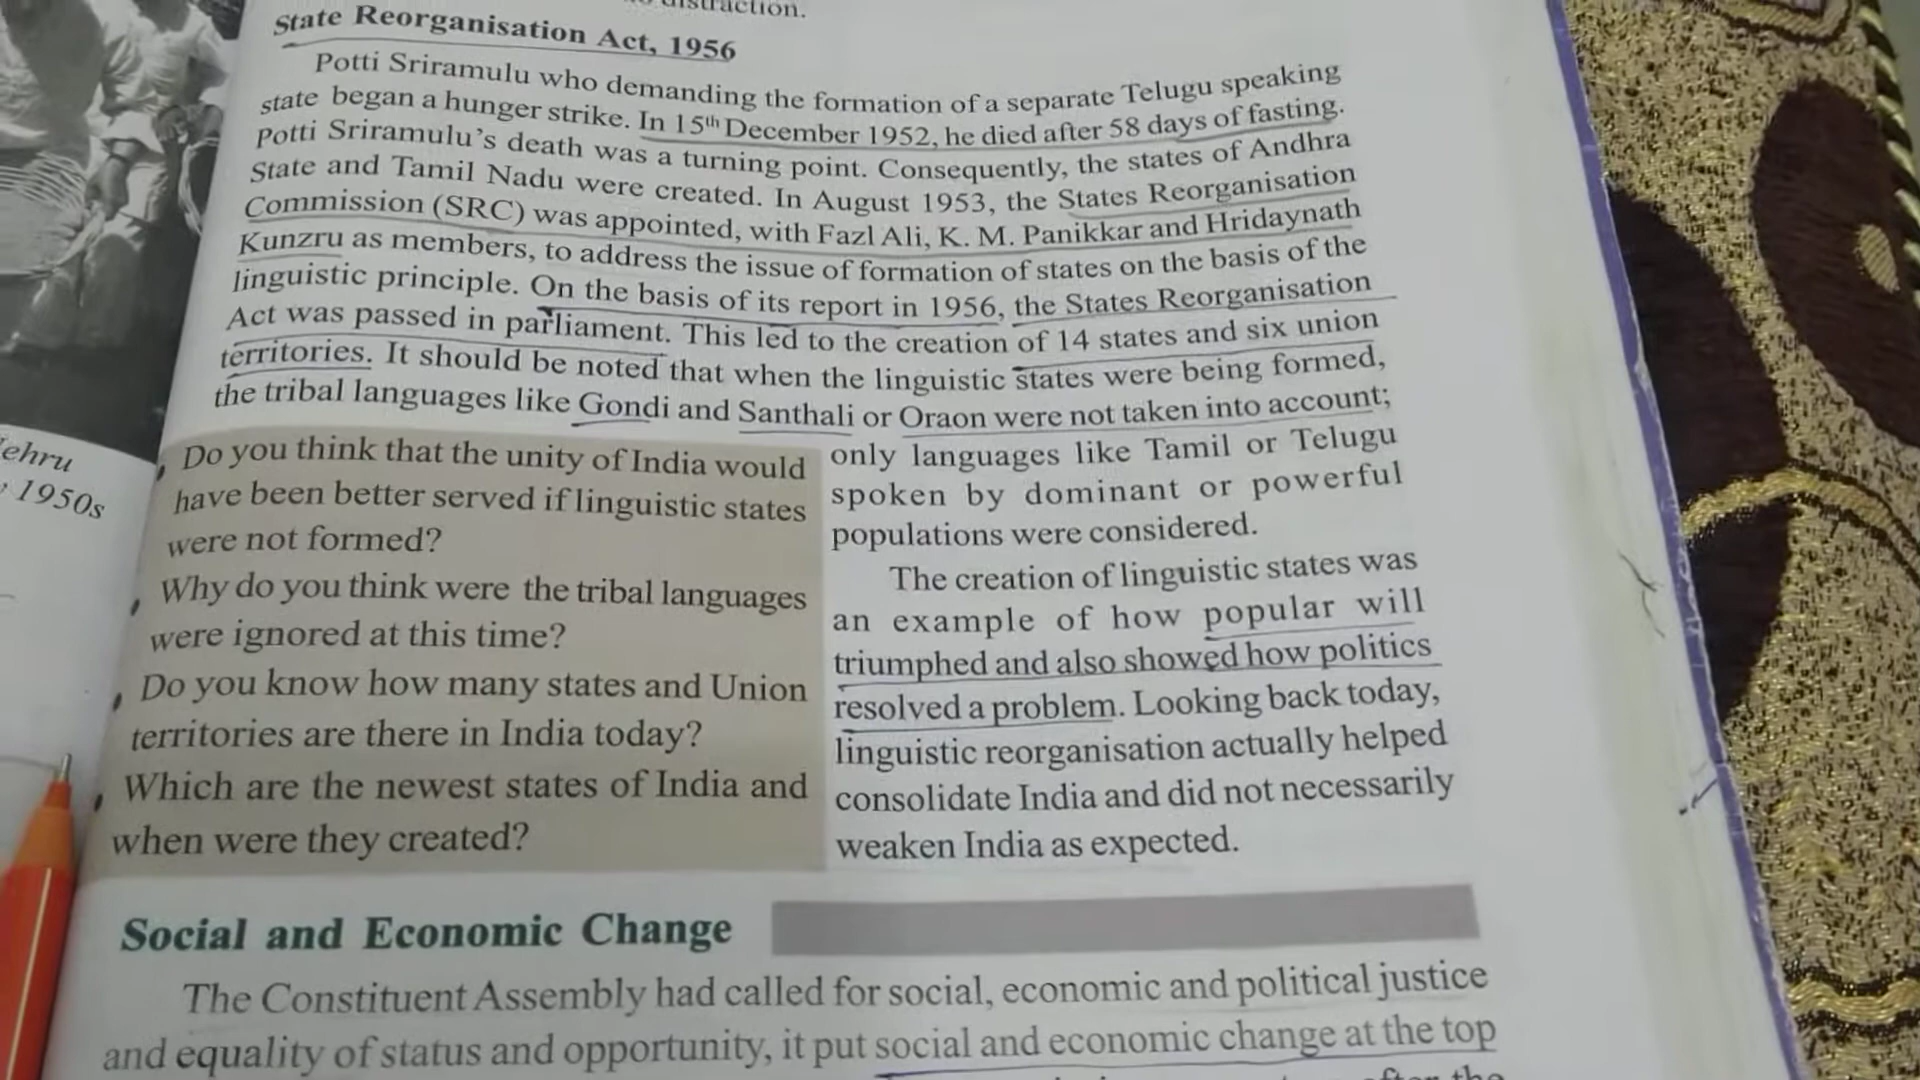 distraction.
State Reorganisation Act, 1956
Potti Sriramulu who demanding the formation of a separate Telugu speaking
state began a hunger strike. In 15th December 1952, he died after 58 days of fasting.
Potti Sriramulu's death was a turning point. Consequently, the states of Andhra
State and Tamil Nadu were created. In August 1953, the States Reorganisation
Commission (SRC) was appointed, with Fazl Ali, K. M. Panikkar and Hridaynath
Kunzru as members, to address the issue of formation of states on the basis of the
linguistic principle. On the basis of its report in 1956, the States Reorganisation
Act was passed in parliament. This led to the creation of 14 states and six union
territories. It should be noted that when the linguistic states were being formed,
the tribal languages like Gondi and Santhali or Oraon were not taken into account;
only languages like Tamil or Telugu
spoken by dominant or powerful
populations were considered.
The creation of linguistic states was
an example of how popular will
triumphed and also showed how politics
resolved a problem. Looking back today,
linguistic reorganisation actually helped
consolidate India and did not necessarily
weaken India as expected.
ehru
, 1950s
Do you think that the unity of India would
have been better served if linguistic states
were not formed?
Why do you think were the tribal languages
were ignored at this time?
Do you know how many states and Union
territories are there in India today?
Which are the newest states of India and
when were they created?
Social and Economic Change
The Constituent Assembly had called for social, economic and political justice
and equality of status and opportunity, it put social and economic change at the top
after the